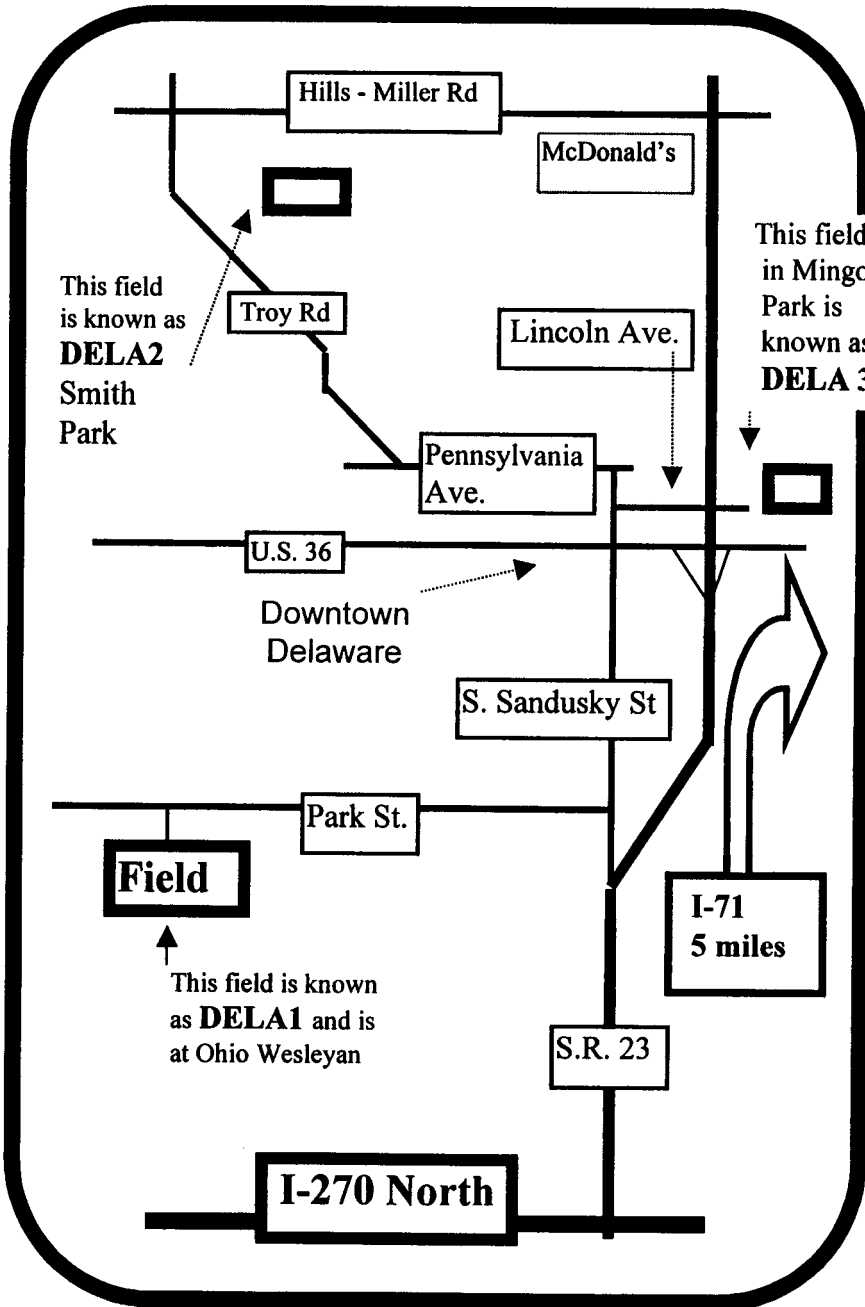 Hills - Miller Rd
McDonald's
This field
in Mingo
Park is
known as
DELA 3
This field
is known as
DELA2
Smith
Park
Troy Rd
Lincoln Ave.
Pennsylvania
Ave.
U.S. 36
Downtown
Delaware
S. Sandusky St
Park St.
Field
I-71
5 miles
This field is known
as DELA1 and is
at Ohio Wesleyan
S.R. 23
I-270 North